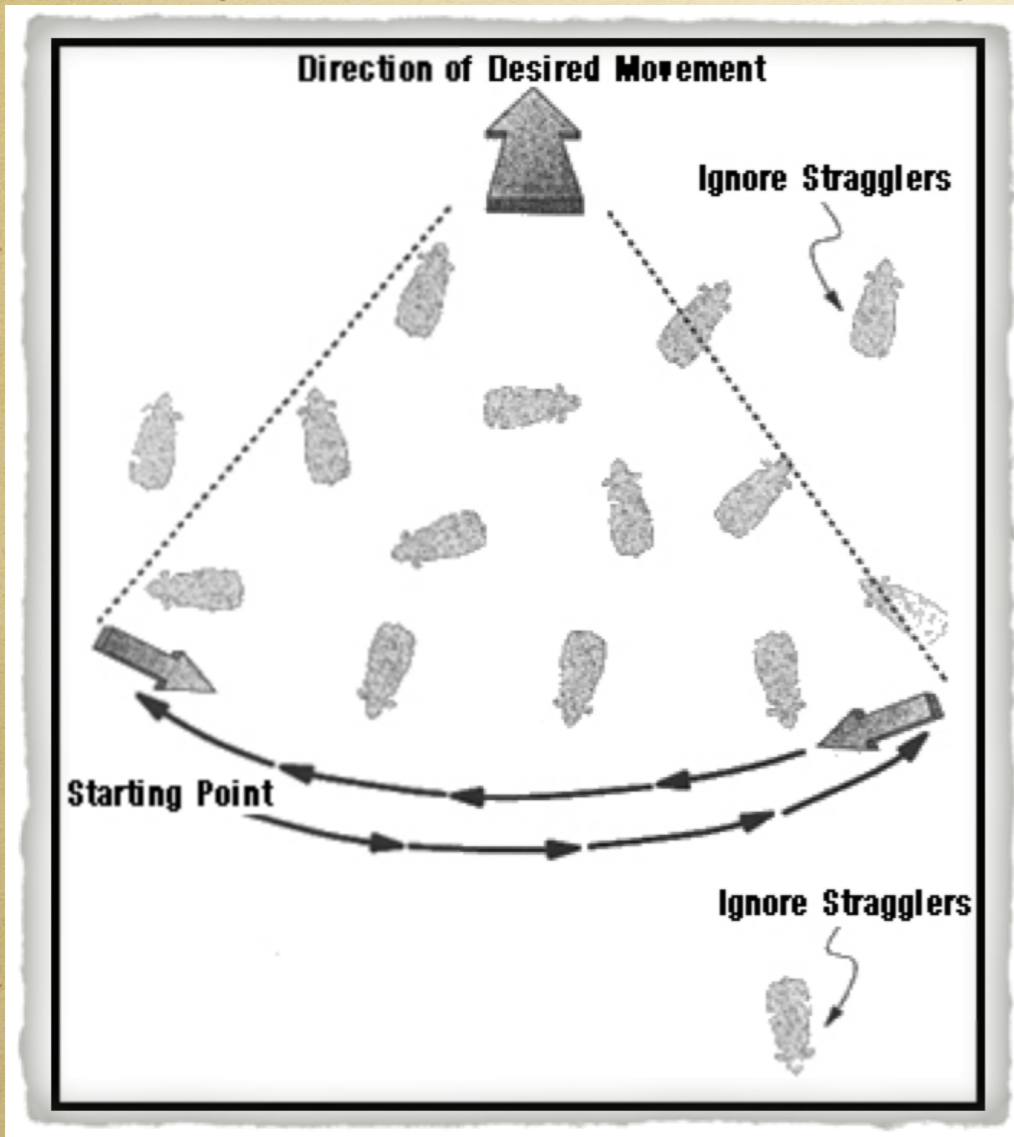 Direction of Desired Movement
Ignore Stragglers
Starting Point
Ignore Stragglers